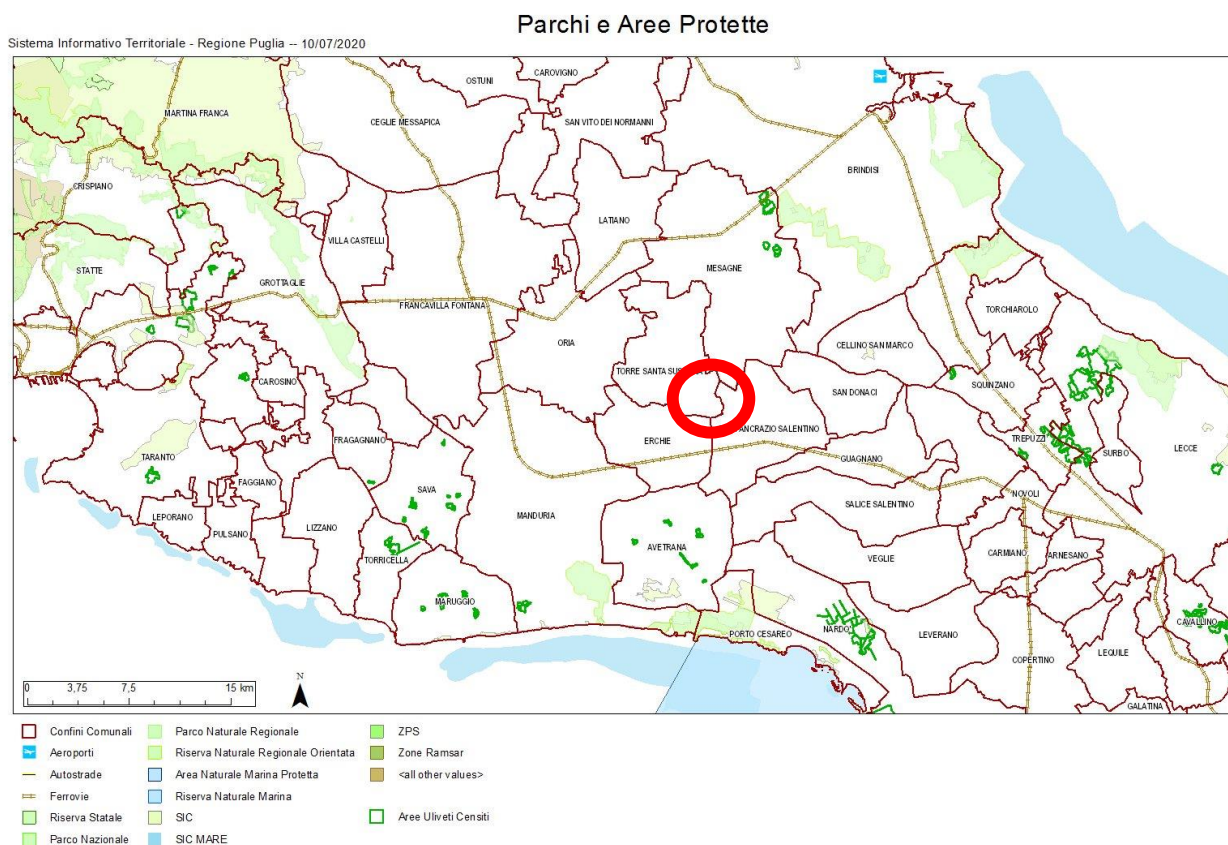 Parchi e Aree Protette
Sistema Informativo Territoriale - Regione Puglia -- 10/07/2020
OSTUNI
CAROVIGNO
MARTINA FRANCA
CEGLIE MESSAPICA
SAN VITO DEI NORMANNI
BRINDISI
CRISPIANO
LATIANO
VILLA CASTELLI
STATTE
MESAGNE
GROTTAGLIE
FRANCAVILLA FONTANA
TORCHIAROLO
ORIA
CELLINO SAN MARCO
TORRE SANTA SUS
CAROSINO
SQUINZANO
SAN DONACI
FRAGAGNANO
ERCHIE
ANCRAZIO SALENTINO
TREPUZZI
SURBO
LECCE
TARANTO
GUAGNANO
FAGGIANO
SAVA
NOVOLI
LEPORANO
PULSANO
LIZZANO
MANDURIA
SALICE SALENTINO
AVETRANA
CARMIANO
ARNESANO
TORRICELLA
VEGLIE
MARUGGIO
PORTO CESAREO
NARDO'
LEVERANO
CAVALLINO
COPERTINO
LEQUILE
GALATINA
0 3,75 7,5 15 km
N
Confini Comunali
Aeroporti
Autostrade
Ferrovie
Riserva Statale
Parco Nazionale
Parco Naturale Regionale
Riserva Naturale Regionale Orientata
Area Naturale Marina Protetta
Riserva Naturale Marina
SIC
SIC MARE
ZPS
Zone Ramsar
<all other values>
Aree Uliveti Censiti